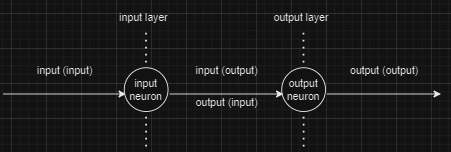 input layer
output layer
input (input)
input
neuron
input (output)
output (input)
output
neuron
output (output)